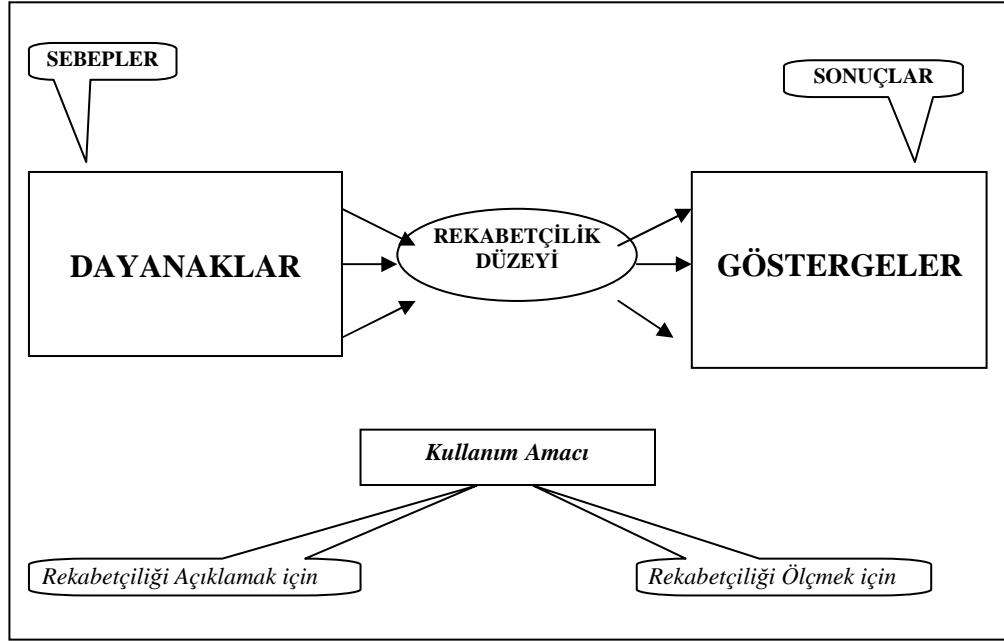 SEBEPLER
SONUÇLAR
DAYANAKLAR
REKABETÇİLİK
DÜZEYİ
GÖSTERGELER
Kullanım Amacı
Rekabetçiliği Açıklamak için
Rekabetçiliği Ölçmek için